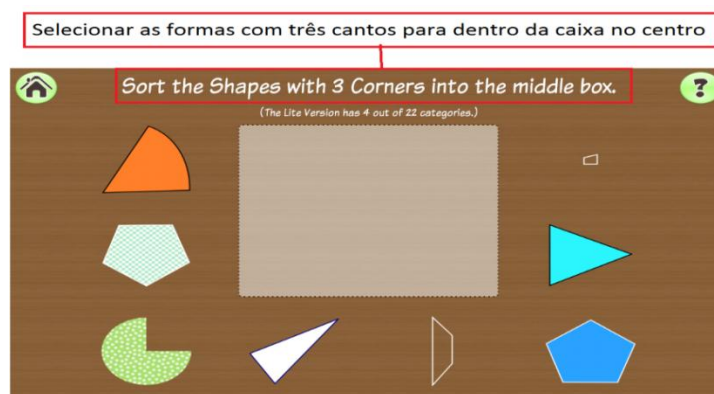 Selecionar as formas com três cantos para dentro da caixa no centro
Sort the Shapes with 3 Corners into the middle box.
?
(The Lite Version has 4 out of 22 categories.)